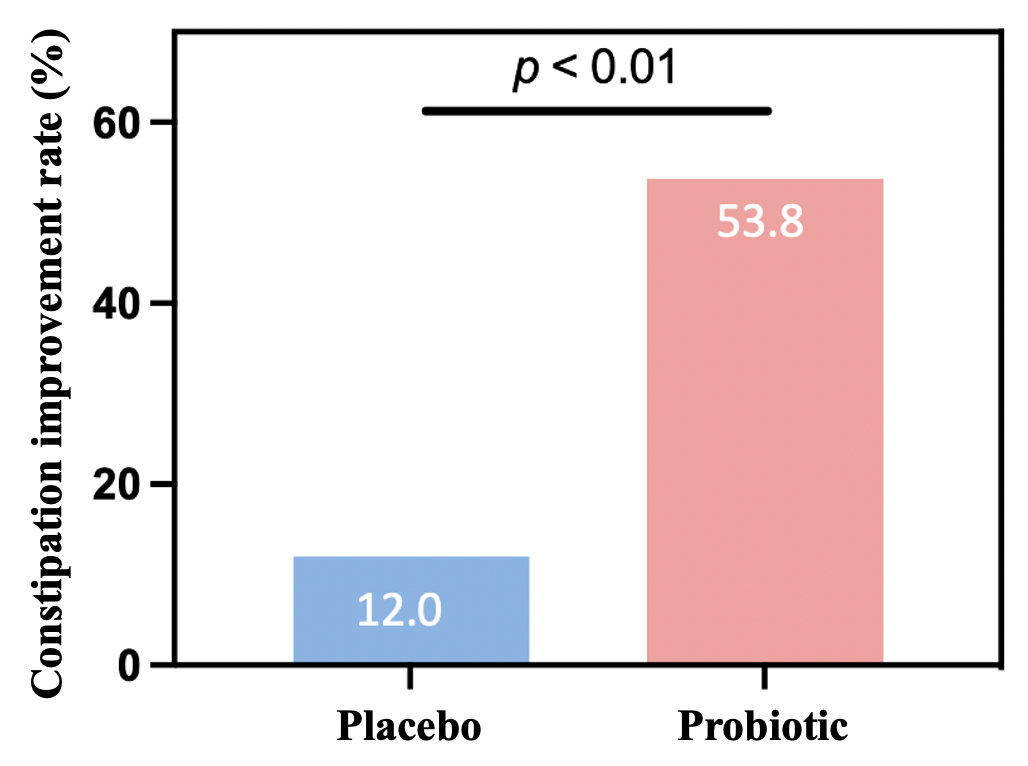 Constipation improvement rate (%)
p < 0.01
60
40
20
0
53.8
12.0
Placebo
Probiotic